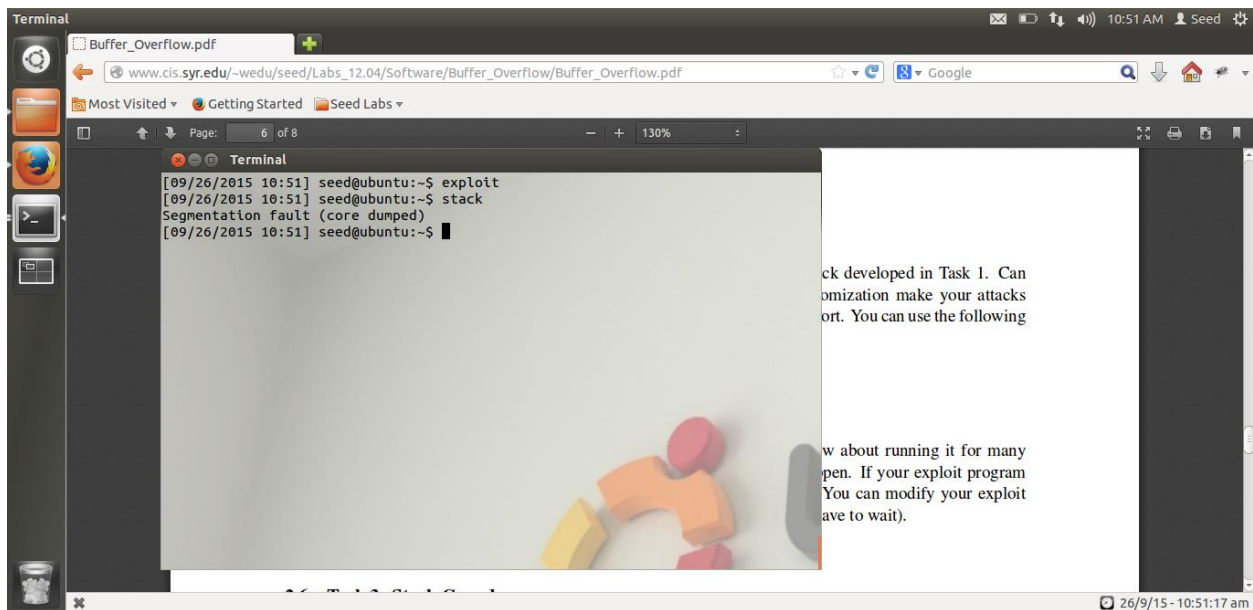 Terminal
10:51 AM Seed
Buffer_Overflow.pdf
www.cis.syr.edu/~wedu/seed/Labs_12.04/Software/Buffer_Overflow/Buffer_Overflow.pdf
Google
Most Visited Getting Started Seed Labs
Page: 6 of 8
130%
Terminal
[09/26/2015 10:51] seed@ubuntu:~$ exploit
[09/26/2015 10:51] seed@ubuntu:~$ stack
Segmentation fault (core dumped)
[09/26/2015 10:51] seed@ubuntu:~$
ck developed in Task 1. Can
omization make your attacks
ort. You can use the following
w about running it for many
pen. If your exploit program
You can modify your exploit
ave to wait).
26/9/15 - 10:51:17 am